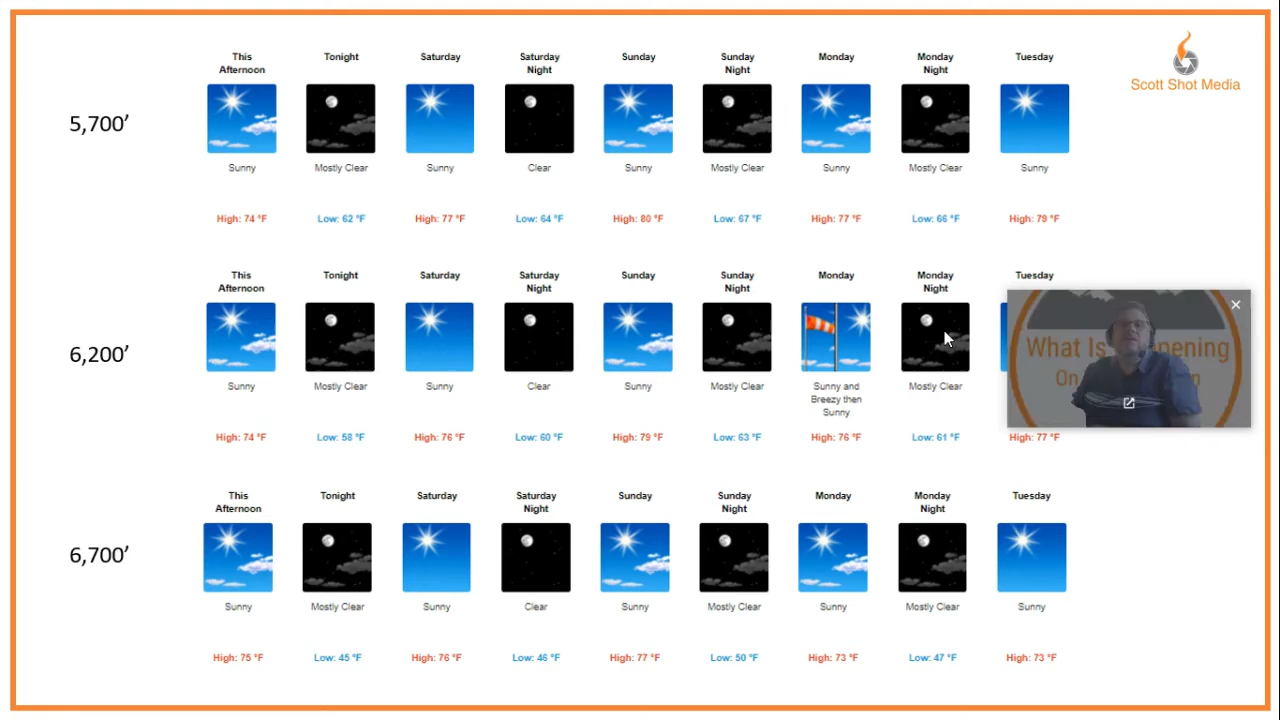 Scott Shot Media
5,700’
This Afternoon
Tonight
Saturday
Saturday Night
Sunday
Sunday Night
Monday
Monday Night
Tuesday
Sunny
Mostly Clear
Sunny
Clear
Sunny
Mostly Clear
Sunny
Mostly Clear
Sunny
High: 74 °F
Low: 62 °F
High: 77 °F
Low: 64 °F
High: 80 °F
Low: 67 °F
High: 77 °F
Low: 66 °F
High: 79 °F
6,200’
This Afternoon
Tonight
Saturday
Saturday Night
Sunday
Sunday Night
Monday
Monday Night
Tuesday
Sunny
Mostly Clear
Sunny
Clear
Sunny
Mostly Clear
Sunny and Breezy then Sunny
Mostly Clear
High: 74 °F
Low: 58 °F
High: 76 °F
Low: 60 °F
High: 79 °F
Low: 63 °F
High: 76 °F
Low: 61 °F
High: 77 °F
What Is
On
6,700’
This Afternoon
Tonight
Saturday
Saturday Night
Sunday
Sunday Night
Monday
Monday Night
Tuesday
Sunny
Mostly Clear
Sunny
Clear
Sunny
Mostly Clear
Sunny
Mostly Clear
Sunny
High: 75 °F
Low: 45 °F
High: 76 °F
Low: 46 °F
High: 77 °F
Low: 50 °F
High: 73 °F
Low: 47 °F
High: 73 °F